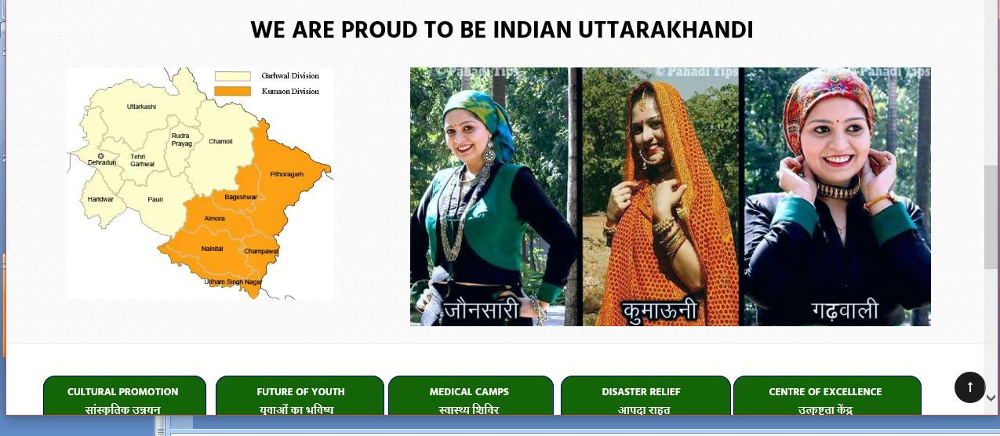 WE ARE PROUD TO BE INDIAN UTTARAKHANDI
Garhwal Division
Kumaon Division
Uttarkashi
Rudra
Prayag
Chamoli
Dehradun
Tehri
Garhwal
Pithoragarh
Haridwar
Pauri
Bageshwar
Almora
Nainital
Champawat
Udham Singh Nagar
© Pahadi Tips
© Pahadi Tips
© Pahadi Tips
जौनसारी
कुमाऊनी
गढ़वाली
CULTURAL PROMOTION
सांस्कृतिक उन्नयन
FUTURE OF YOUTH
युवाओं का भविष्य
MEDICAL CAMPS
स्वास्थ्य शिविर
DISASTER RELIEF
आपदा राहत
CENTRE OF EXCELLENCE
उत्कृष्टता केंद्र